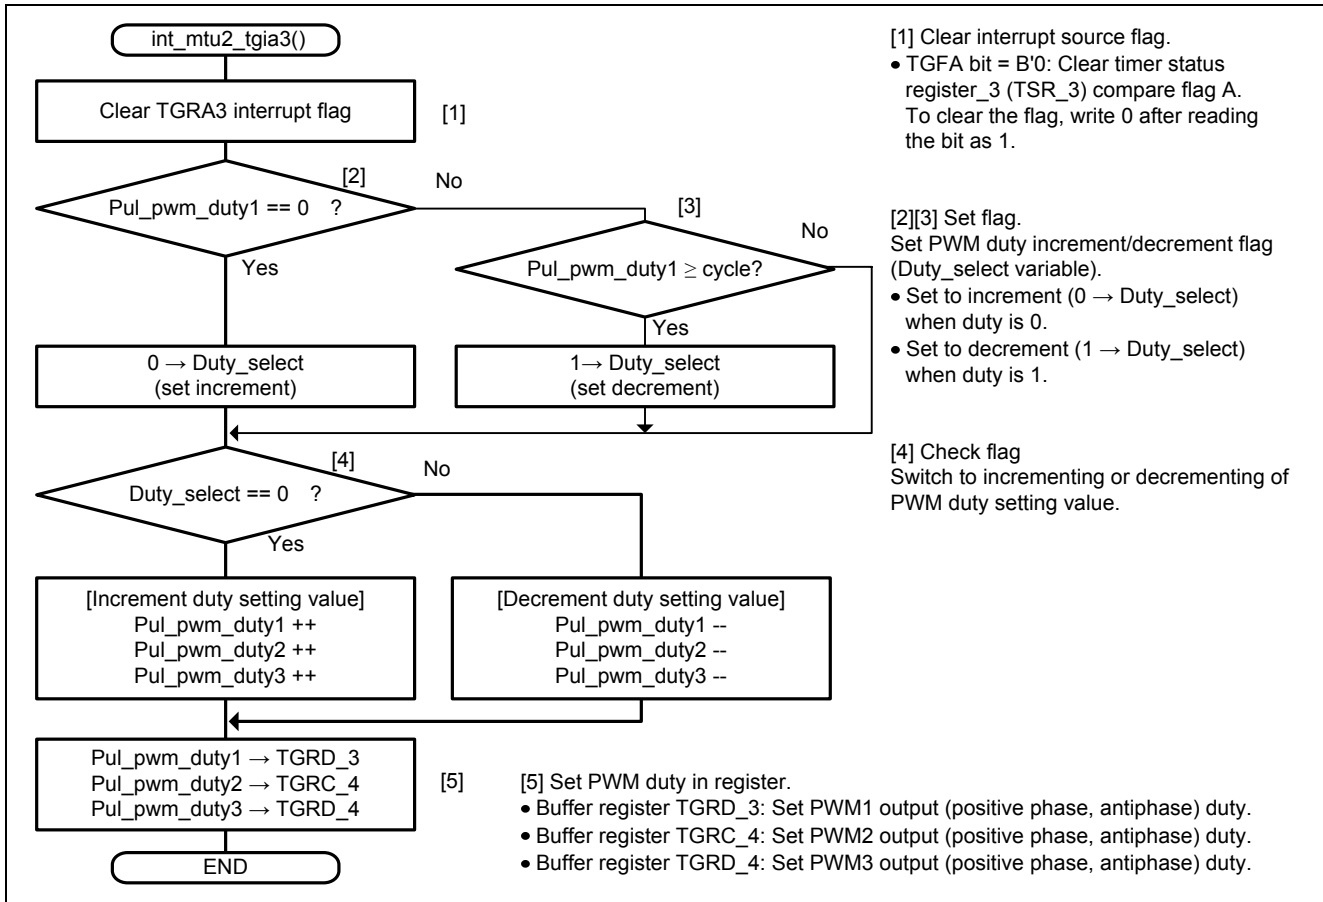 int_mtu2_tgia3()
Clear TGRA3 interrupt flag
[1]
[2]
Pul_pwm_duty1 == 0 ?
No
Yes
[3]
Pul_pwm_duty1 ≥ cycle?
No
Yes
0 → Duty_select
(set increment)
1→ Duty_select
(set decrement)
[4]
Duty_select == 0 ?
No
Yes
[Increment duty setting value]
Pul_pwm_duty1 ++
Pul_pwm_duty2 ++
Pul_pwm_duty3 ++
[Decrement duty setting value]
Pul_pwm_duty1 --
Pul_pwm_duty2 --
Pul_pwm_duty3 --
Pul_pwm_duty1 → TGRD_3
Pul_pwm_duty2 → TGRC_4
Pul_pwm_duty3 → TGRD_4
[5]
END
[1] Clear interrupt source flag.
• TGFA bit = B'0: Clear timer status
register_3 (TSR_3) compare flag A.
To clear the flag, write 0 after reading
the bit as 1.
[2][3] Set flag.
Set PWM duty increment/decrement flag
(Duty_select variable).
• Set to increment (0 → Duty_select)
when duty is 0.
• Set to decrement (1 → Duty_select)
when duty is 1.
[4] Check flag
Switch to incrementing or decrementing of
PWM duty setting value.
[5] Set PWM duty in register.
• Buffer register TGRD_3: Set PWM1 output (positive phase, antiphase) duty.
• Buffer register TGRC_4: Set PWM2 output (positive phase, antiphase) duty.
• Buffer register TGRD_4: Set PWM3 output (positive phase, antiphase) duty.